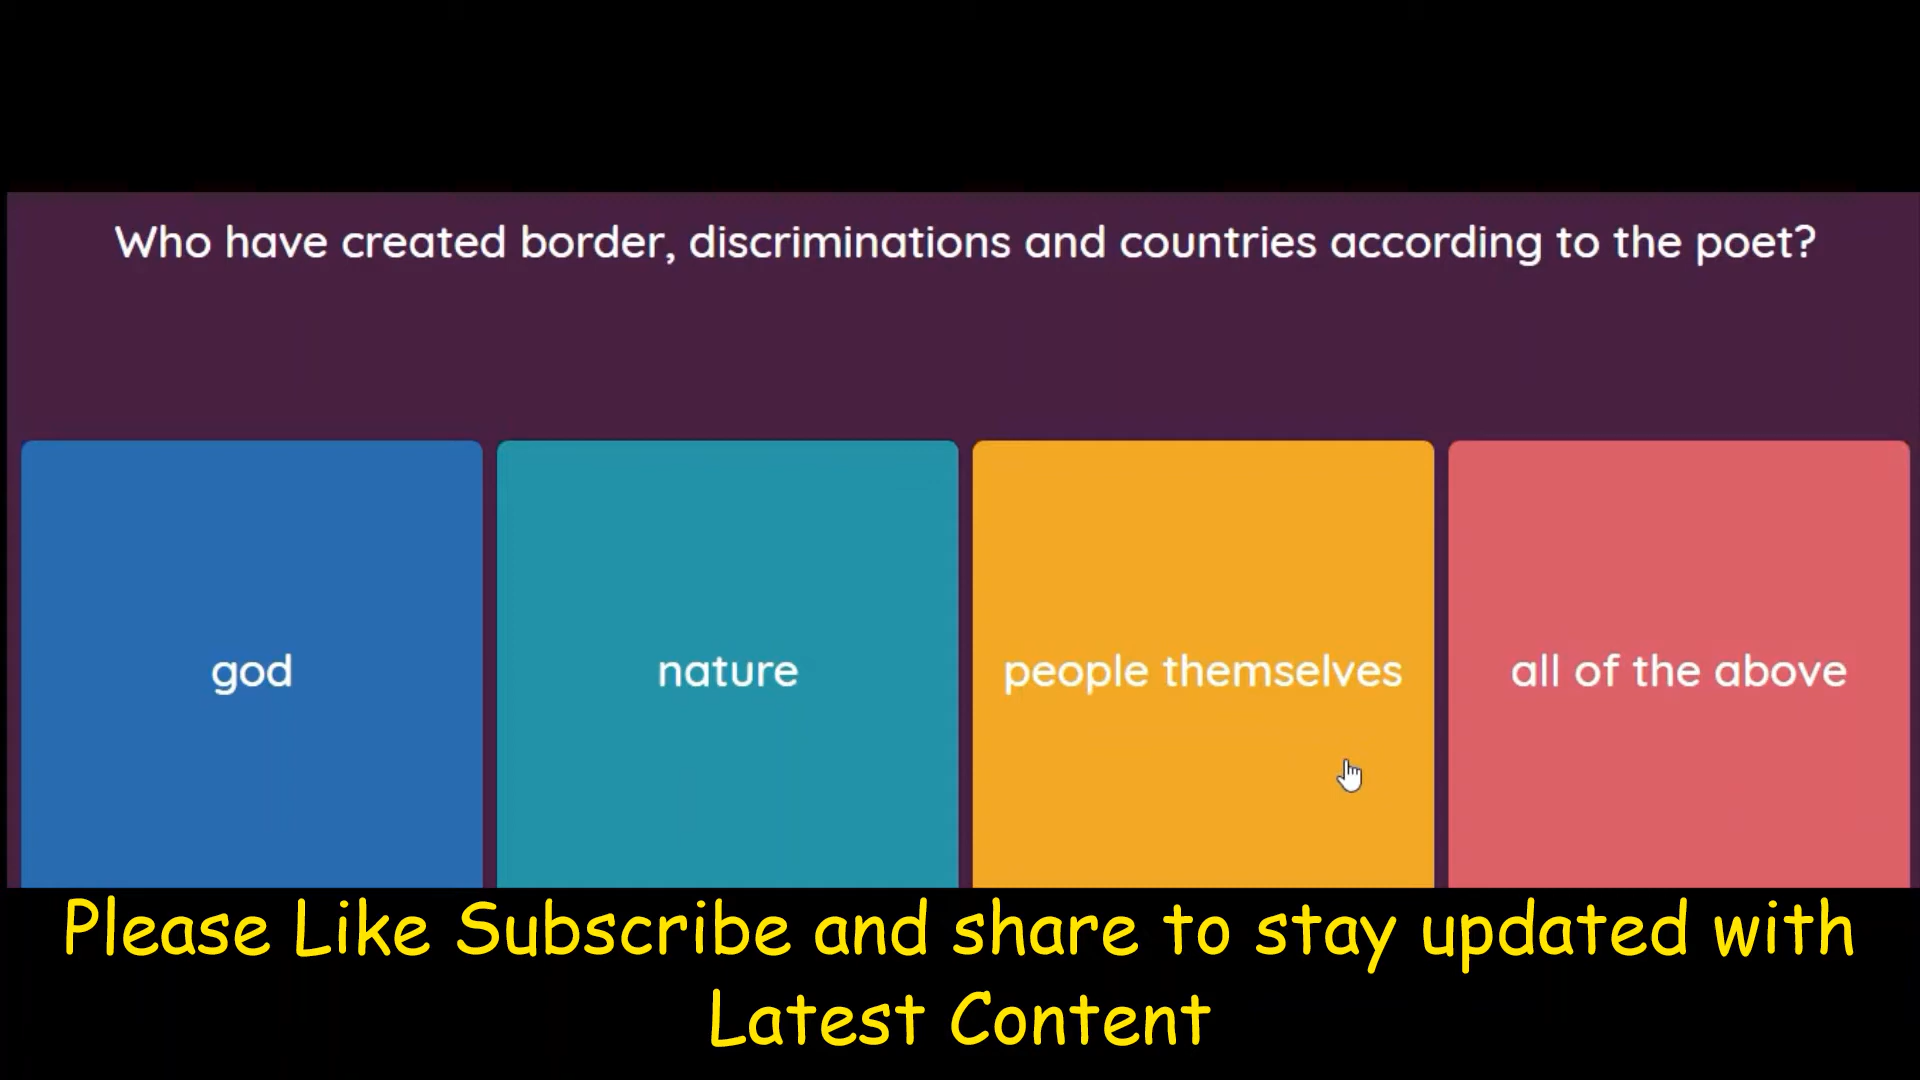 Who have created border, discriminations and countries according to the poet?
god
nature
people themselves
all of the above
Please Like Subscribe and share to stay updated with
Latest Content